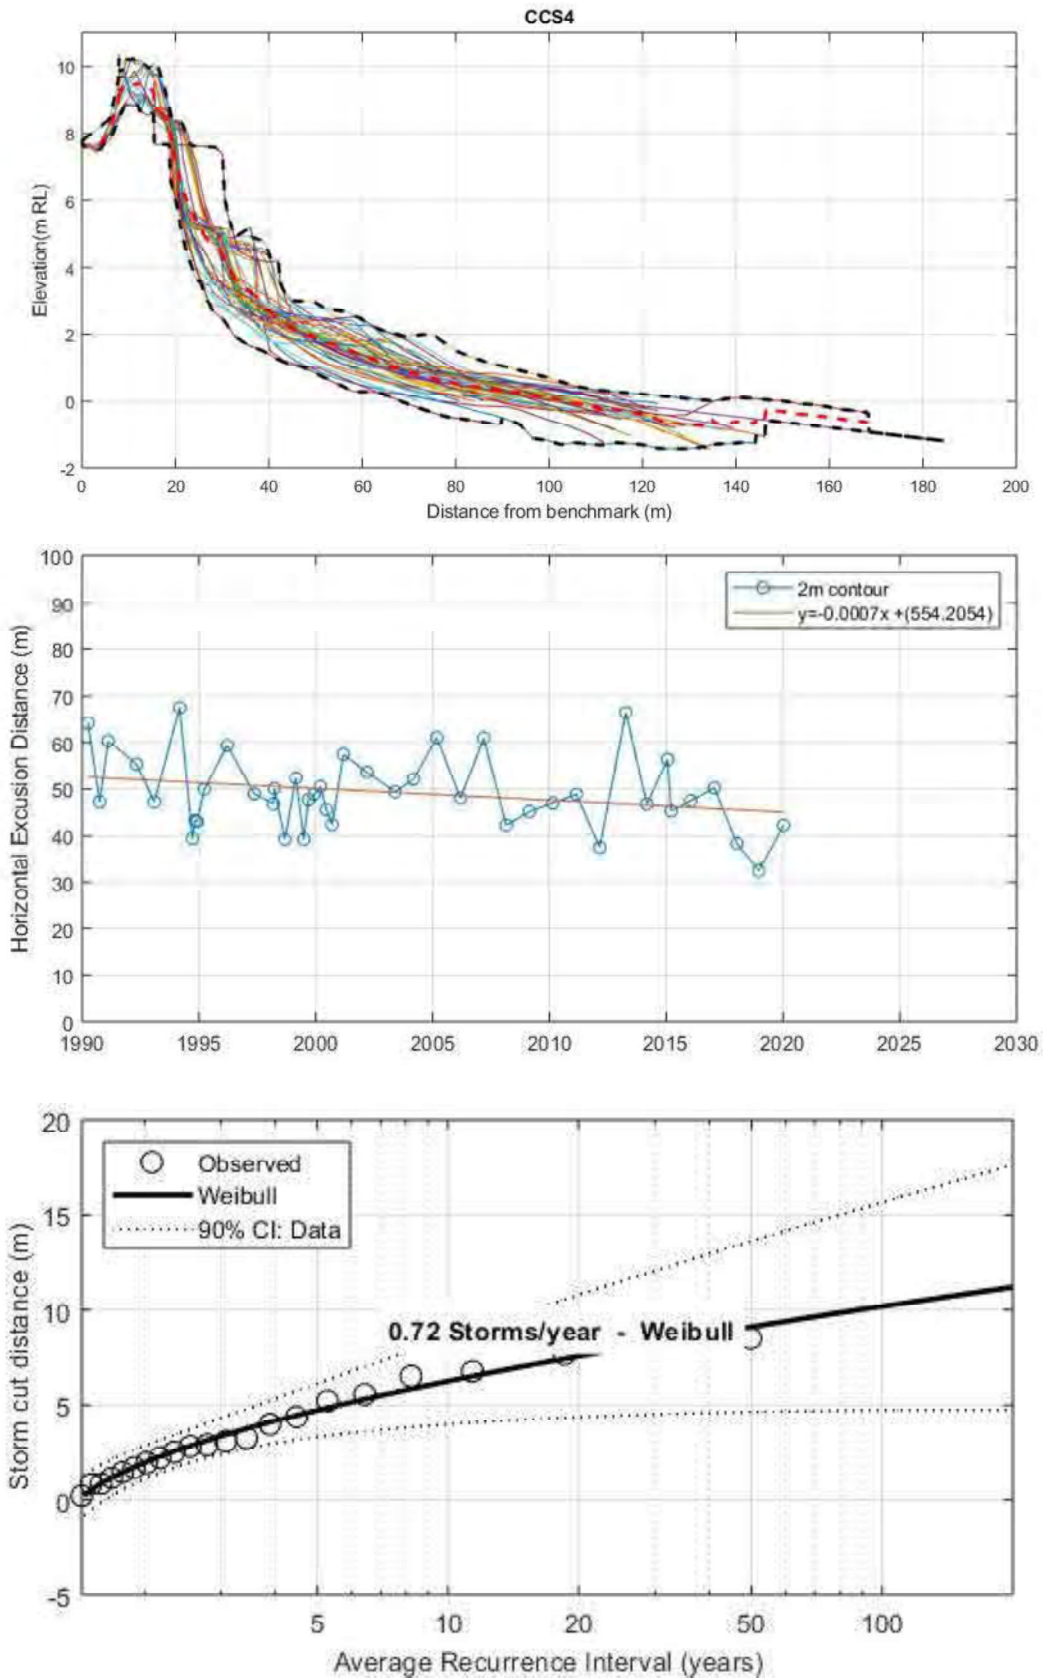 CCS4
10
8
6
4
2
0
-2
Elevation(m RL)
0 20 40 60 80 100 120 140 160 180 200
Distance from benchmark (m)
100
90
80
70
60
50
40
30
20
10
0
Horizontal Excusion Distance (m)
2m contour
y=-0.0007x +(554.2054)
1990 1995 2000 2005 2010 2015 2020 2025 2030
20
15
10
5
0
-5
Storm cut distance (m)
Observed
Weibull
90% CI: Data
0.72 Storms/year - Weibull
5 10 20 50 100
Average Recurrence Interval (years)